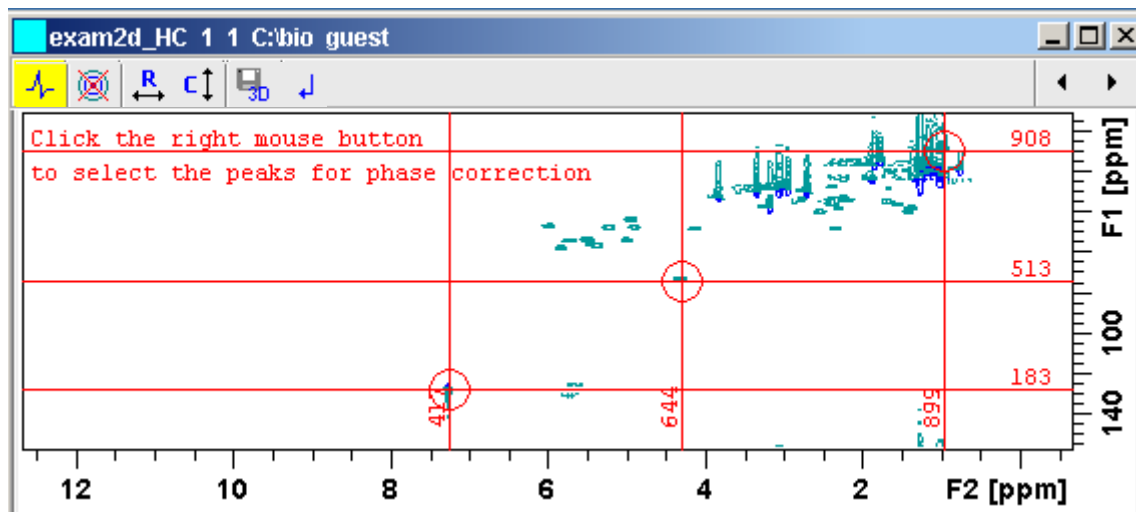 exam2d_HC 1 1 C:\bio guest
R C 3D
Click the right mouse button
908
to select the peaks for phase correction
F1 [ppm]
513
100
183
644
899
140
12 10 8 6 4 2 F2 [ppm]